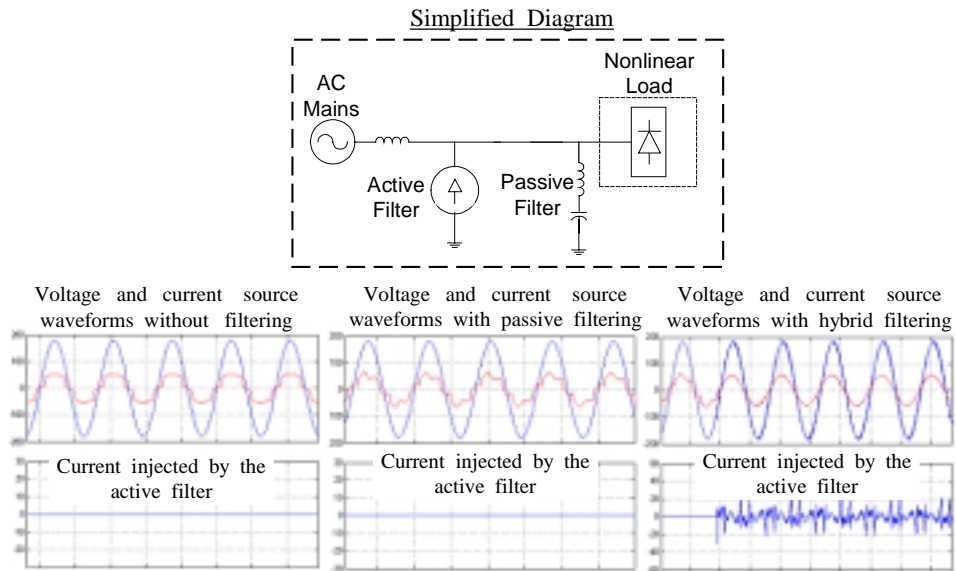 Simplified Diagram
AC
Mains
Nonlinear
Load
Active
Filter
Passive
Filter
Voltage and current source
waveforms without filtering
Voltage and current source
waveforms with passive filtering
Voltage and current source
waveforms with hybrid filtering
Current injected by the
active filter
Current injected by the
active filter
Current injected by the
active filter